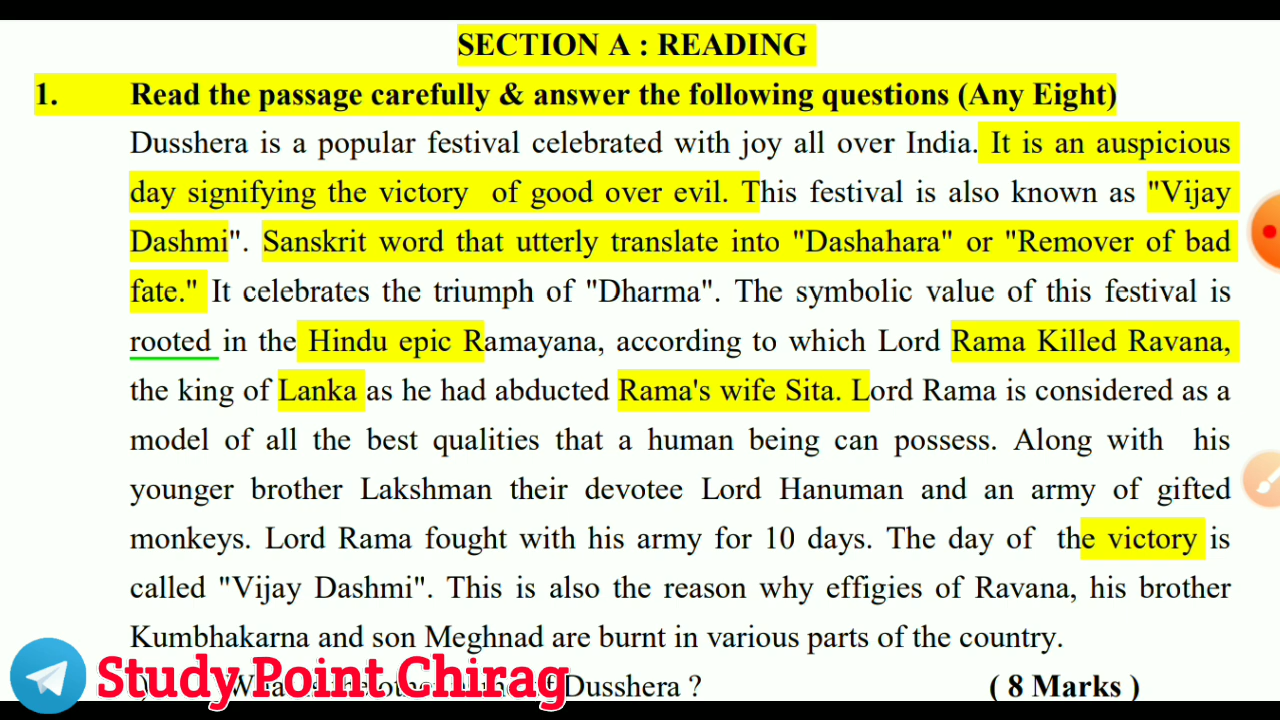 SECTION A : READING
1. Read the passage carefully & answer the following questions (Any Eight)
Dusshera is a popular festival celebrated with joy all over India. It is an auspicious
day signifying the victory of good over evil. This festival is also known as "Vijay
Dashmi". Sanskrit word that utterly translate into "Dashahara" or "Remover of bad
fate." It celebrates the triumph of "Dharma". The symbolic value of this festival is
rooted in the Hindu epic Ramayana, according to which Lord Rama Killed Ravana,
the king of Lanka as he had abducted Rama's wife Sita. Lord Rama is considered as a
model of all the best qualities that a human being can possess. Along with his
younger brother Lakshman their devotee Lord Hanuman and an army of gifted
monkeys. Lord Rama fought with his army for 10 days. The day of the victory is
called "Vijay Dashmi". This is also the reason why effigies of Ravana, his brother
Kumbhakarna and son Meghnad are burnt in various parts of the country.
Dusshera ? ( 8 Marks )
Study Point Chirag